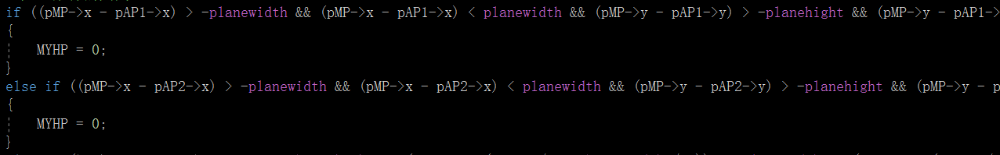 if ((pMP->x - pAP1->x) > -planewidth && (pMP->x - pAP1->x) < planewidth && (pMP->y - pAP1->y) > -planehight && (pMP->y - pAP1->
{
MYHP = 0;
}
else if ((pMP->x - pAP2->x) > -planewidth && (pMP->x - pAP2->x) < planewidth && (pMP->y - pAP2->y) > -planehight && (pMP->y - p
{
MYHP = 0;
}